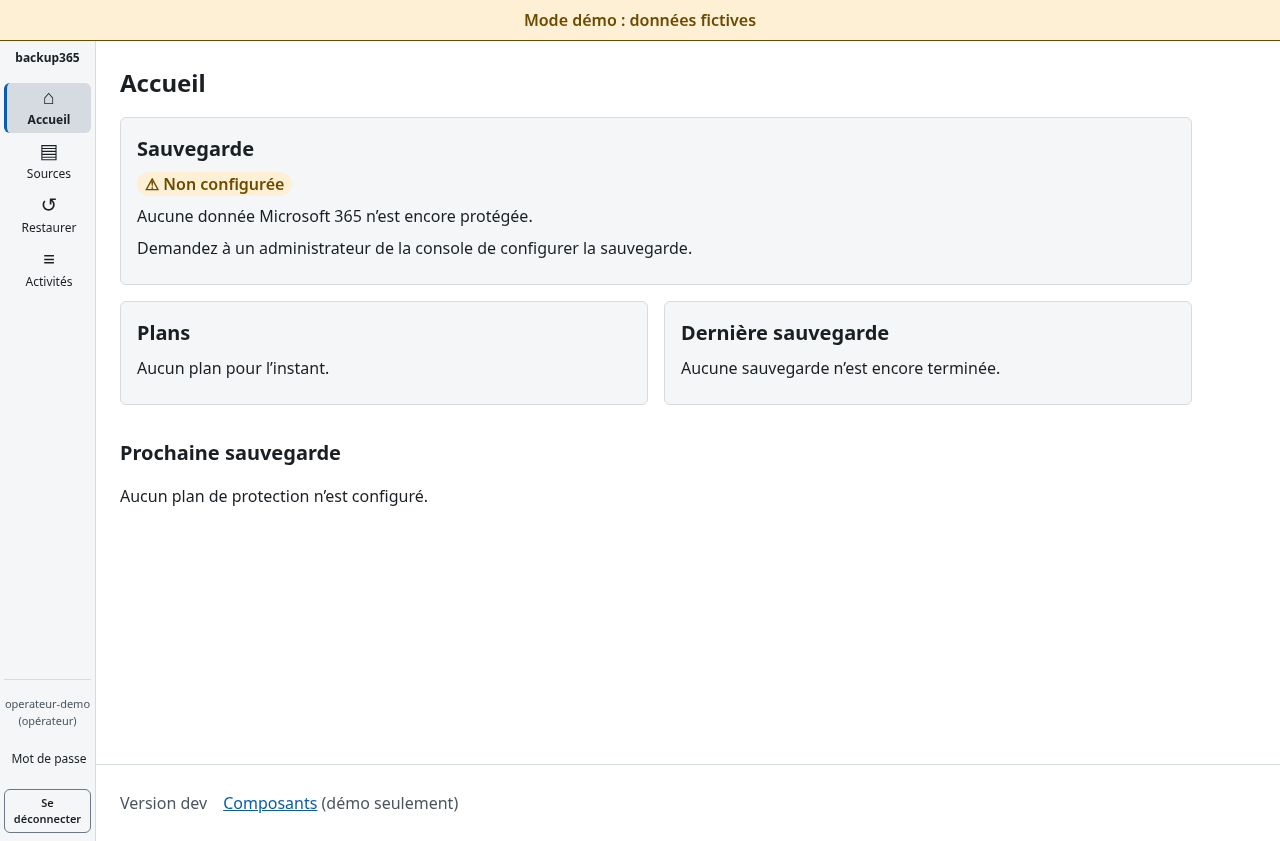 Mode démo : données fictives
backup365
Accueil
Sources
Restaurer
Activités
operateur-demo
(opérateur)
Mot de passe
Se
déconnecter
Accueil
Sauvegarde
⚠ Non configurée
Aucune donnée Microsoft 365 n’est encore protégée.
Demandez à un administrateur de la console de configurer la sauvegarde.
Plans
Aucun plan pour l’instant.
Dernière sauvegarde
Aucune sauvegarde n’est encore terminée.
Prochaine sauvegarde
Aucun plan de protection n’est configuré.
Version dev Composants (démo seulement)